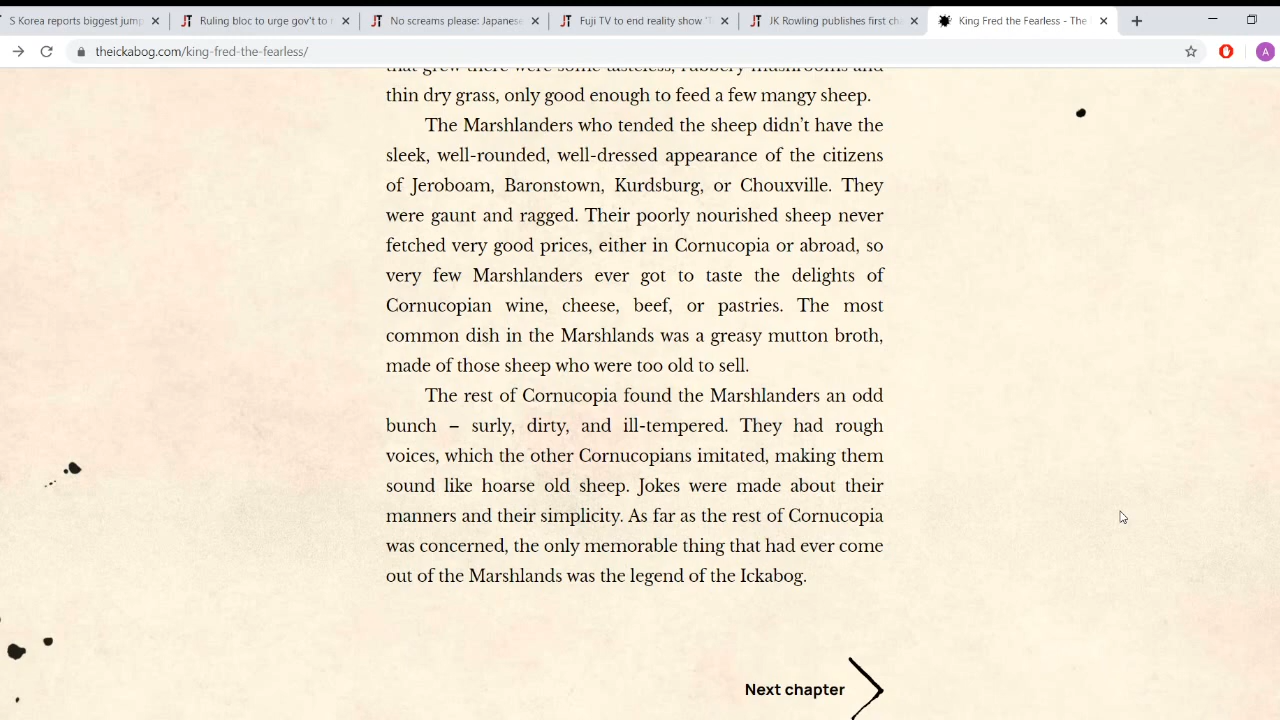 S Korea reports biggest jump
Ruling bloc to urge gov't to r
No screams please: Japanese
Fuji TV to end reality show "T
JK Rowling publishes first cha
King Fred the Fearless - The
theickabog.com/king-fred-the-fearless/
A
that grew there were some tasteless, rubbery mushrooms and
thin dry grass, only good enough to feed a few mangy sheep.
The Marshlanders who tended the sheep didn’t have the
sleek, well-rounded, well-dressed appearance of the citizens
of Jeroboam, Baronstown, Kurdsburg, or Chouxville. They
were gaunt and ragged. Their poorly nourished sheep never
fetched very good prices, either in Cornucopia or abroad, so
very few Marshlanders ever got to taste the delights of
Cornucopian wine, cheese, beef, or pastries. The most
common dish in the Marshlands was a greasy mutton broth,
made of those sheep who were too old to sell.
The rest of Cornucopia found the Marshlanders an odd
bunch – surly, dirty, and ill-tempered. They had rough
voices, which the other Cornucopians imitated, making them
sound like hoarse old sheep. Jokes were made about their
manners and their simplicity. As far as the rest of Cornucopia
was concerned, the only memorable thing that had ever come
out of the Marshlands was the legend of the Ickabog.
Next chapter